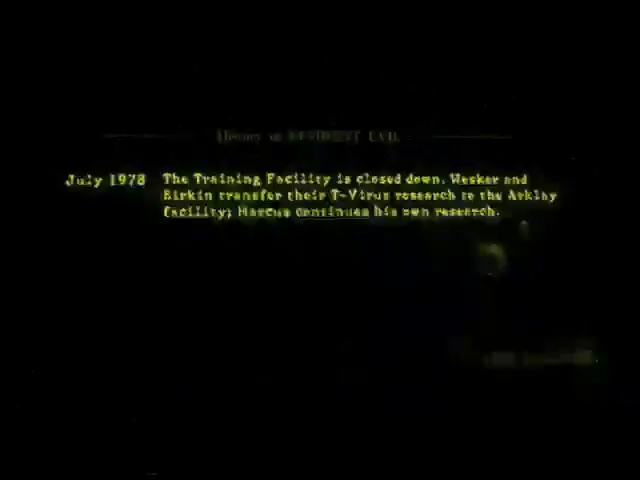 History of RESIDENT EVIL
July 1978 The Training Facility is closed down. Wesker and
Birkin transfer their T-Virus research to the Arklay
facility; Marcus continues his own research.